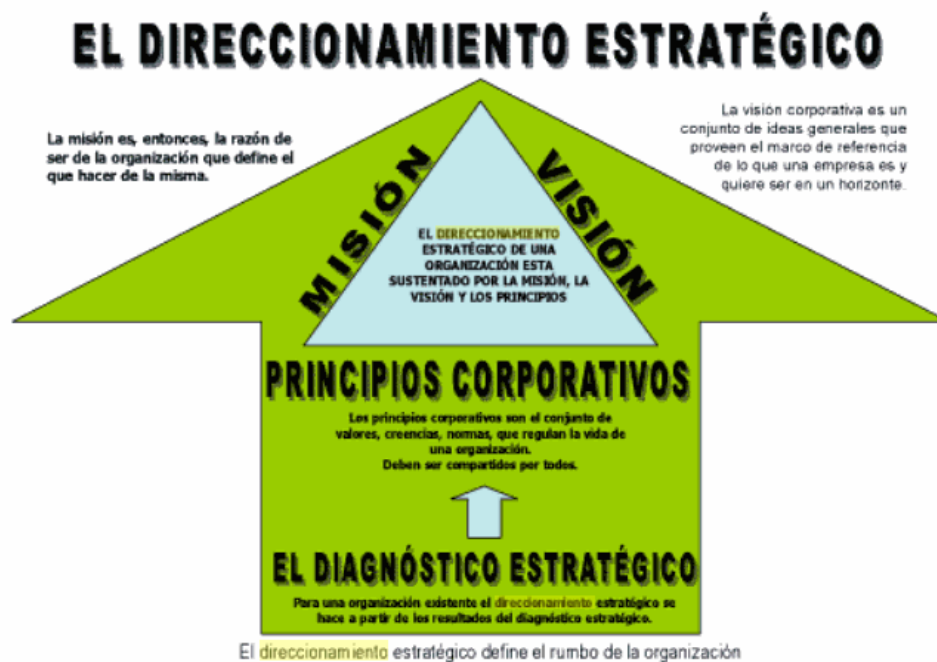 EL DIRECCIONAMIENTO ESTRATÉGICO
La misión es, entonces, la razón de
ser de la organización que define el
que hacer de la misma.
La visión corporativa es un
conjunto de ideas generales que
proveen el marco de referencia
de lo que una empresa es y
quiere ser en un horizonte.
MISIÓN
VISIÓN
EL DIRECCIONAMIENTO
ESTRATÉGICO DE UNA
ORGANIZACIÓN ESTA
SUSTENTADO POR LA MISIÓN, LA
VISIÓN Y LOS PRINCIPIOS
PRINCIPIOS CORPORATIVOS
Los principios corporativos son el conjunto de
valores, creencias, normas, que regulan la vida de
una organización.
Deben ser compartidos por todos.
EL DIAGNÓSTICO ESTRATÉGICO
Para una organización existente el direccionamiento estratégico se
hace a partir de los resultados del diagnóstico estratégico.
El direccionamiento estratégico define el rumbo de la organización